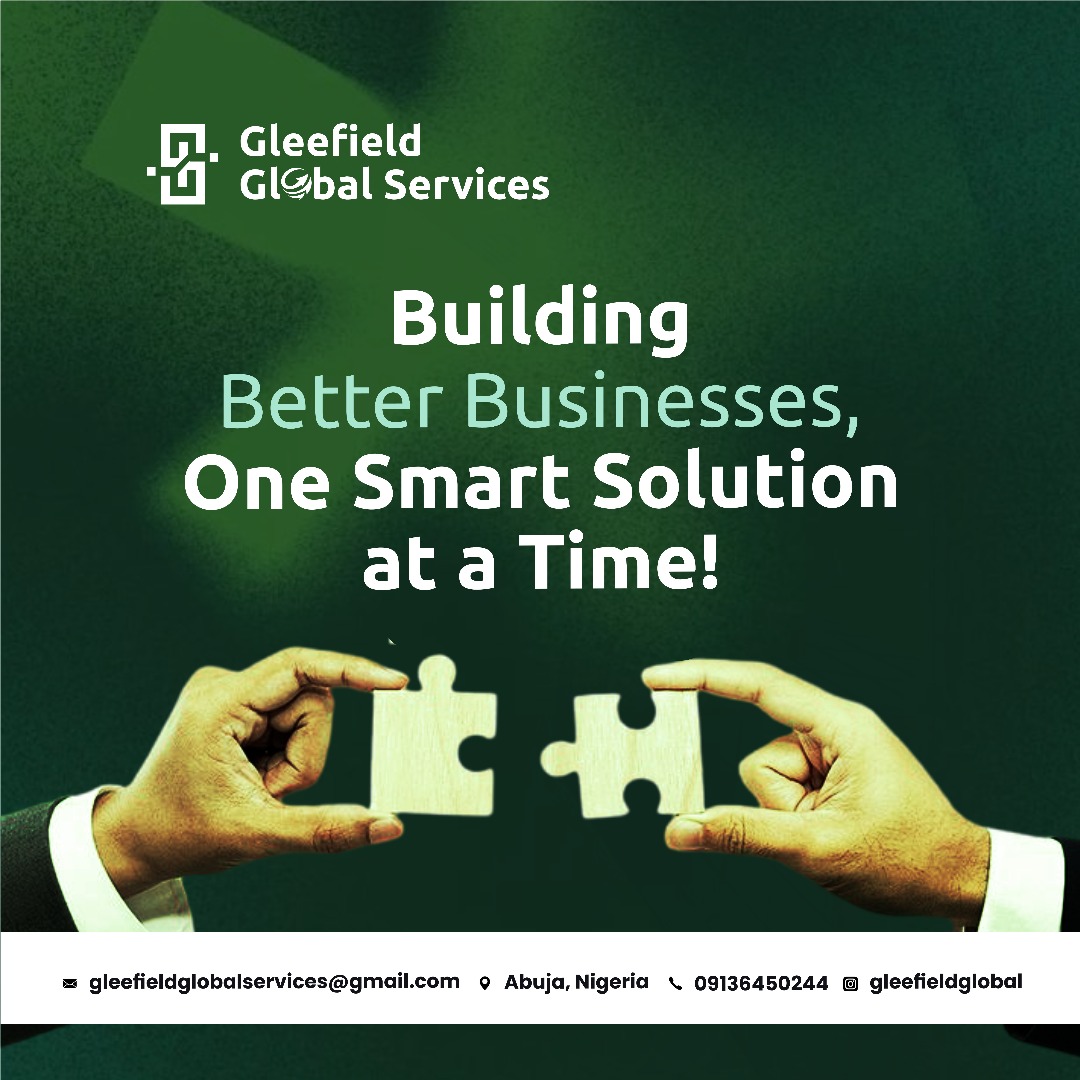 Gleefield
Global Services
Building
Better Businesses,
One Smart Solution
at a Time!
gleefieldglobalservices@gmail.com Abuja, Nigeria 09136450244 gleefieldglobal